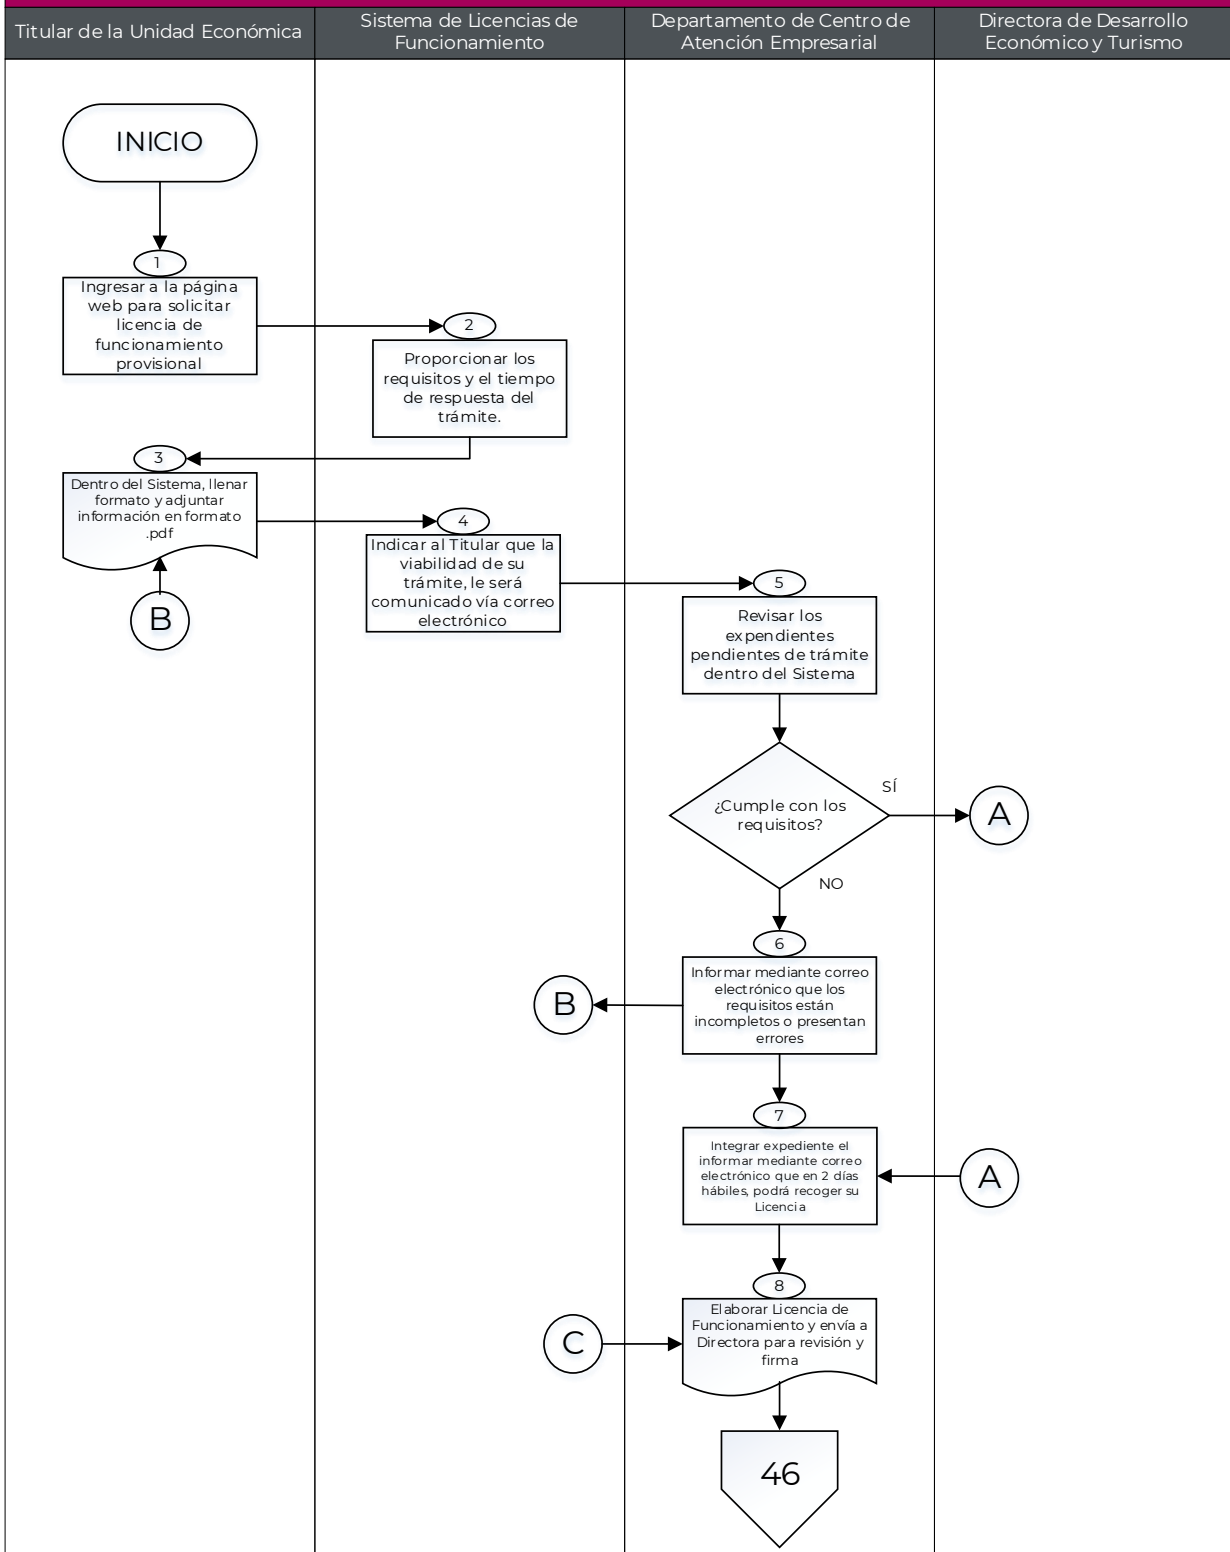 Titular de la Unidad Económica
Sistema de Licencias de
Funcionamiento
Departamento de Centro de
Atención Empresarial
Directora de Desarrollo
Económico y Turismo
INICIO
1
Ingresar a la página
web para solicitar
licencia de
funcionamiento
provisional
2
Proporcionar los
requisitos y el tiempo
de respuesta del
trámite.
3
Dentro del Sistema, llenar
formato y adjuntar
información en formato
.pdf
B
4
Indicar al Titular que la
viabilidad de su
trámite, le será
comunicado vía correo
electrónico
5
Revisar los
expendientes
pendientes de trámite
dentro del Sistema
¿Cumple con los
requisitos?
SÍ
A
NO
6
Informar mediante correo
electrónico que los
requisitos están
incompletos o presentan
errores
B
7
Integrar expediente el
informar mediante correo
electrónico que en 2 días
hábiles, podrá recoger su
Licencia
A
8
Elaborar Licencia de
Funcionamiento y envía a
Directora para revisión y
firma
C
46